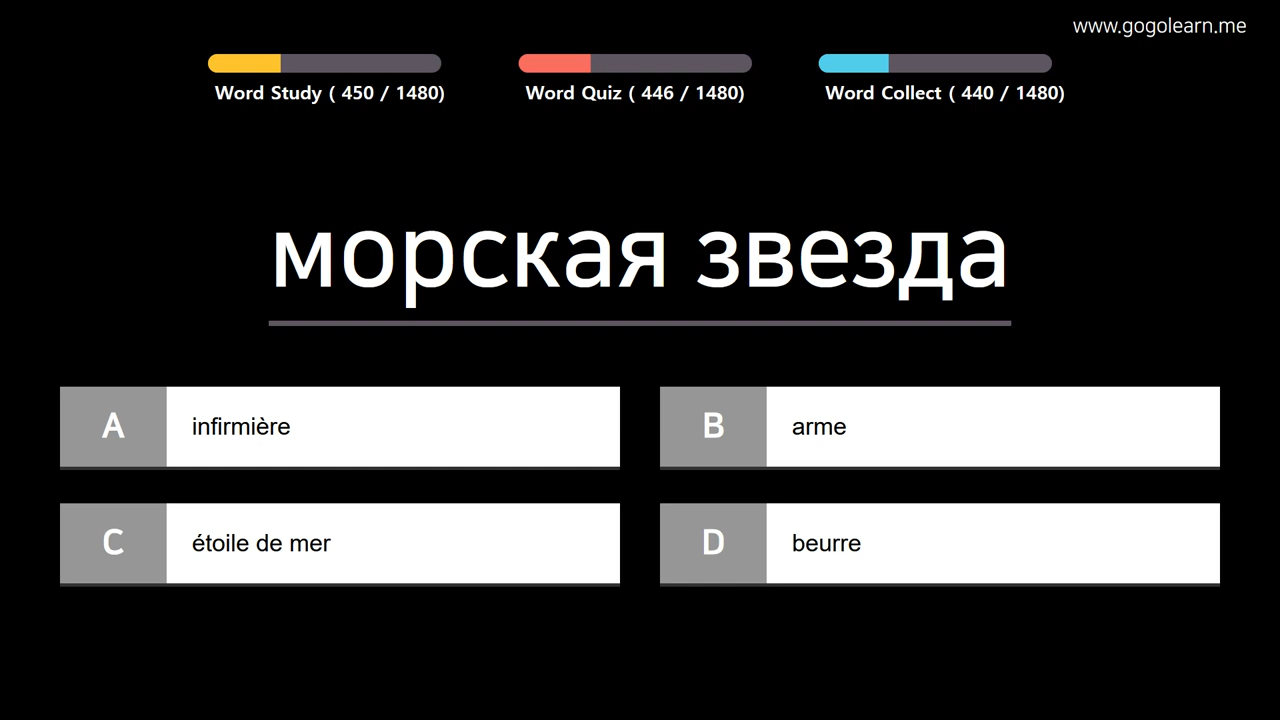 www.gogolearn.me
Word Study ( 450 / 1480)
Word Quiz ( 446 / 1480)
Word Collect ( 440 / 1480)
морская звезда
A infirmière
B arme
C étoile de mer
D beurre